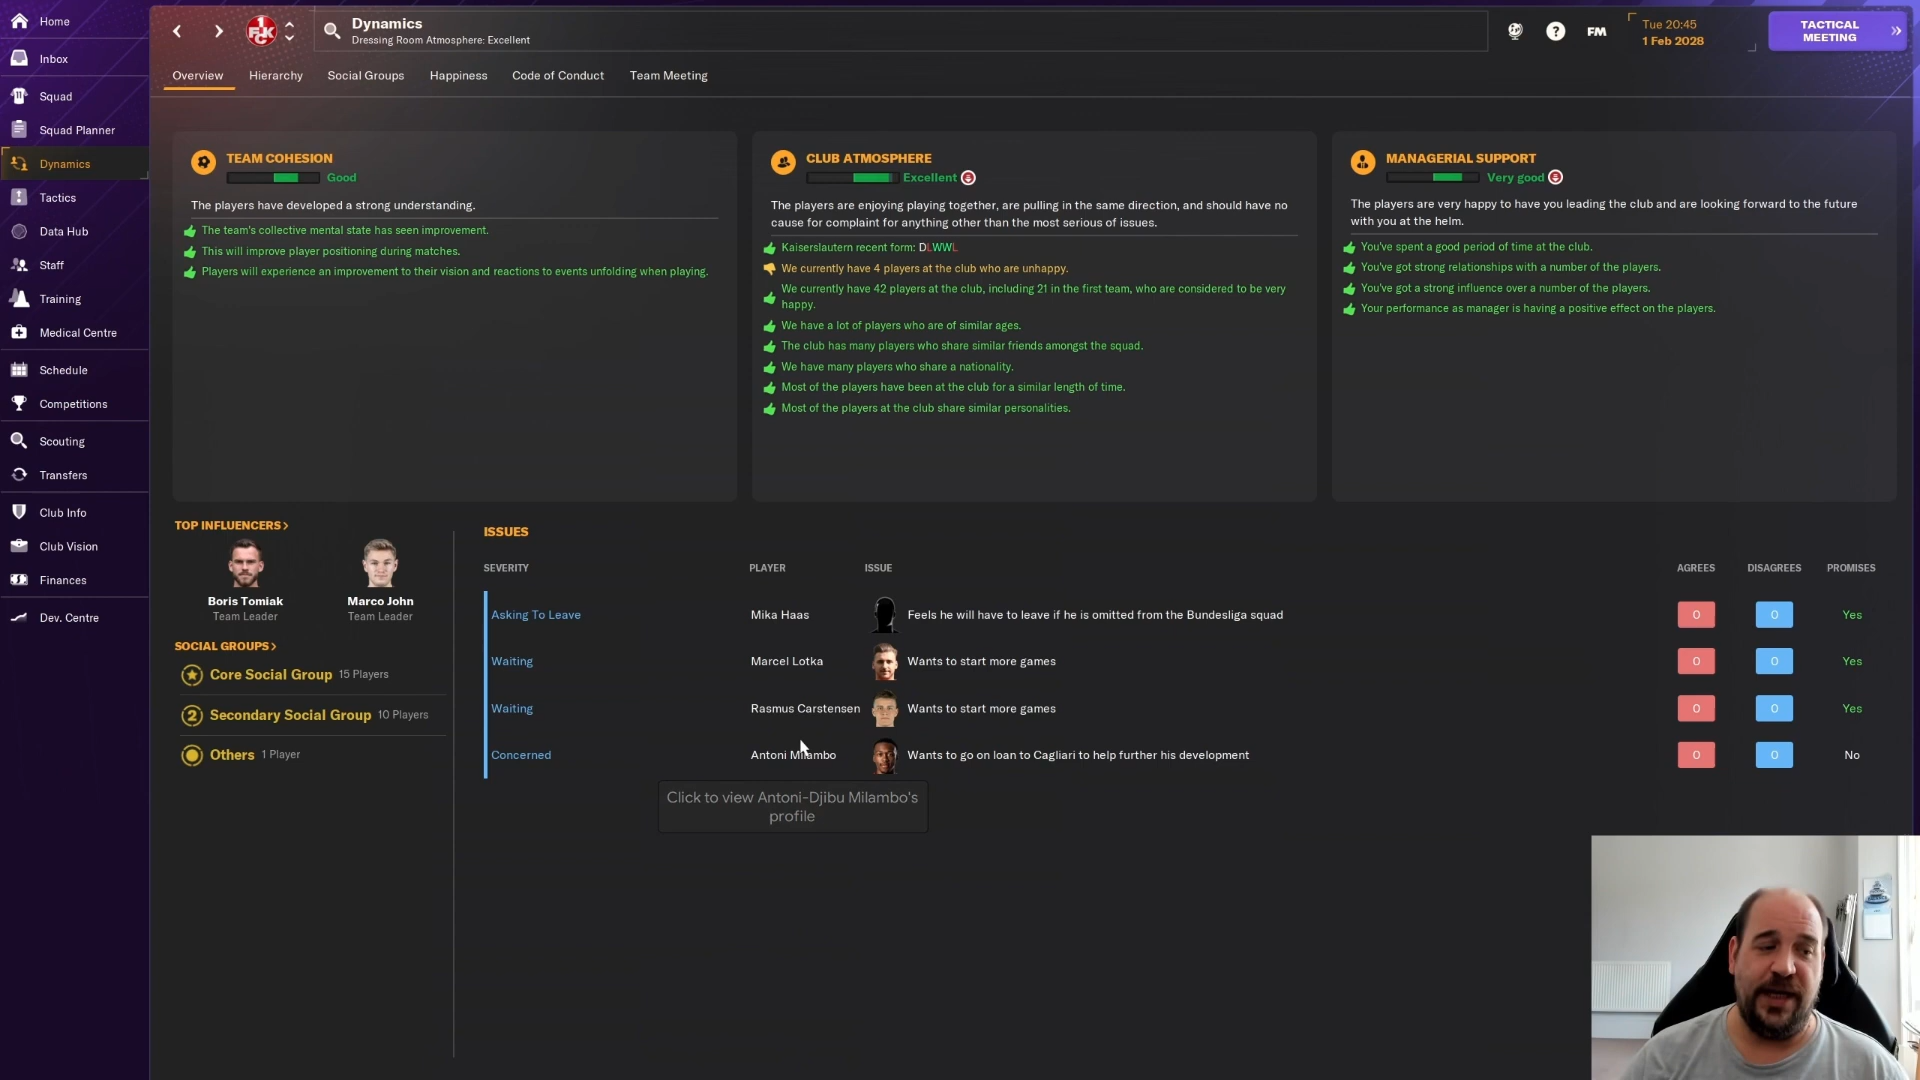 Home
Inbox
Squad
Squad Planner
Dynamics
Tactics
Data Hub
Staff
Training
Medical Centre
Schedule
Competitions
Scouting
Transfers
Club Info
Club Vision
Finances
Dev. Centre
Dynamics
Dressing Room Atmosphere: Excellent
FM
Tue 20:45
1 Feb 2028
TACTICAL
MEETING
Overview
Hierarchy
Social Groups
Happiness
Code of Conduct
Team Meeting
TEAM COHESION
Good
The players have developed a strong understanding.
The team's collective mental state has seen improvement.
This will improve player positioning during matches.
Players will experience an improvement to their vision and reactions to events unfolding when playing.
CLUB ATMOSPHERE
Excellent
The players are enjoying playing together, are pulling in the same direction, and should have no
cause for complaint for anything other than the most serious of issues.
Kaiserslautern recent form: DLWWL
We currently have 4 players at the club who are unhappy.
We currently have 42 players at the club, including 21 in the first team, who are considered to be very
happy.
We have a lot of players who are of similar ages.
The club has many players who share similar friends amongst the squad.
We have many players who share a nationality.
Most of the players have been at the club for a similar length of time.
Most of the players at the club share similar personalities.
MANAGERIAL SUPPORT
Very good
The players are very happy to have you leading the club and are looking forward to the future
with you at the helm.
You've spent a good period of time at the club.
You've got strong relationships with a number of the players.
You've got a strong influence over a number of the players.
Your performance as manager is having a positive effect on the players.
TOP INFLUENCERS >
Boris Tomiak
Team Leader
Marco John
Team Leader
SOCIAL GROUPS >
Core Social Group 15 Players
2 Secondary Social Group 10 Players
Others 1 Player
ISSUES
SEVERITY PLAYER ISSUE AGREES DISAGREES PROMISES
Asking To Leave Mika Haas Feels he will have to leave if he is omitted from the Bundesliga squad 0 0 Yes
Waiting Marcel Lotka Wants to start more games 0 0 Yes
Waiting Rasmus Carstensen Wants to start more games 0 0 Yes
Concerned Antoni Milambo Wants to go on loan to Cagliari to help further his development 0 0 No
Click to view Antoni-Djibu Milambo's
profile